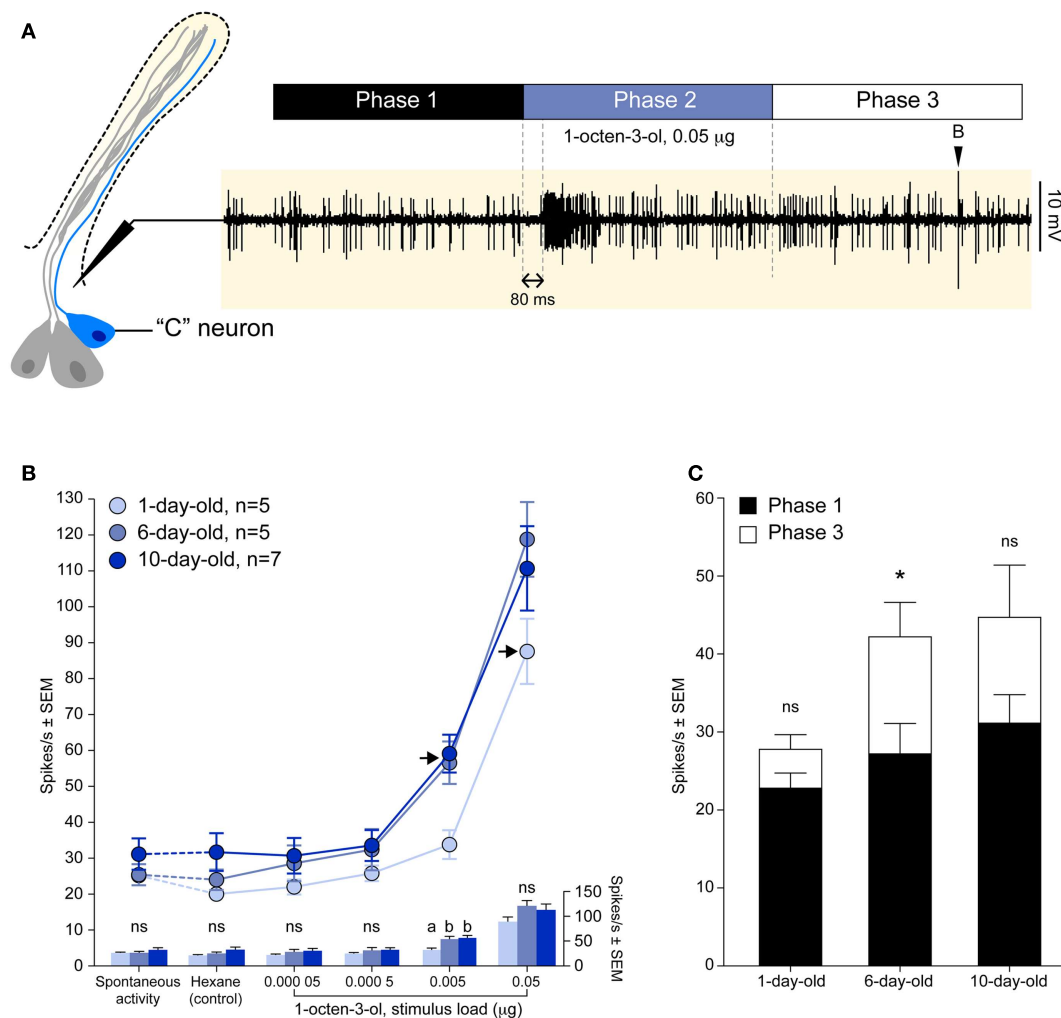 A
Phase 1
Phase 2
Phase 3
1-octen-3-ol, 0.05 μg
B
10 mV
80 ms
“C” neuron
B
1-day-old, n=5
6-day-old, n=5
10-day-old, n=7
Spikes/s ± SEM
130
120
110
100
90
80
70
60
50
40
30
20
10
0
ns
ns
ns
ns
a b b
ns
150
100
50
0
Spikes/s ± SEM
Spontaneous activity
Hexane (control)
0.000 05
0.000 5
0.005
0.05
1-octen-3-ol, stimulus load (μg)
C
Phase 1
Phase 3
Spikes/s ± SEM
60
50
40
30
20
10
0
ns
*
ns
1-day-old
6-day-old
10-day-old